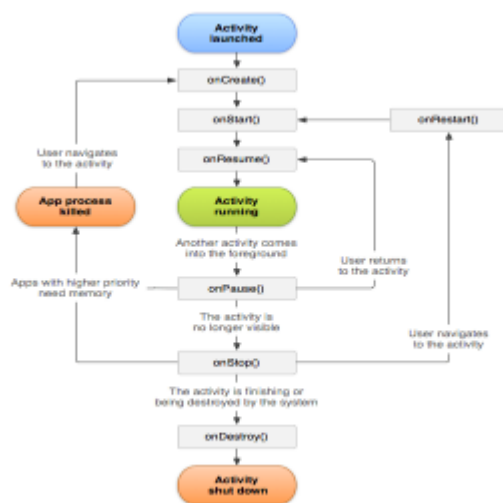 Activity
launched
onCreate()
onStart()
onRestart()
User navigates
to the activity
onResume()
App process
killed
Activity
running
Another activity comes
into the foreground
User returns
to the activity
Apps with higher priority
need memory
onPause()
The activity is
no longer visible
User navigates
to the activity
onStop()
The activity is finishing or
being destroyed by the system
onDestroy()
Activity
shut down